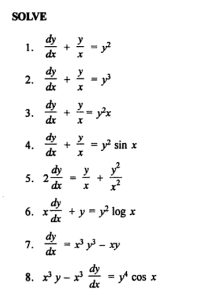 SOLVE
1. dy/dx + y/x = y²
2. dy/dx + y/x = y³
3. dy/dx + y/x = y²x
4. dy/dx + y/x = y² sin x
5. 2 dy/dx = y/x + y²/x²
6. x dy/dx + y = y² log x
7. dy/dx = x³ y³ – xy
8. x³ y – x³ dy/dx = y⁴ cos x